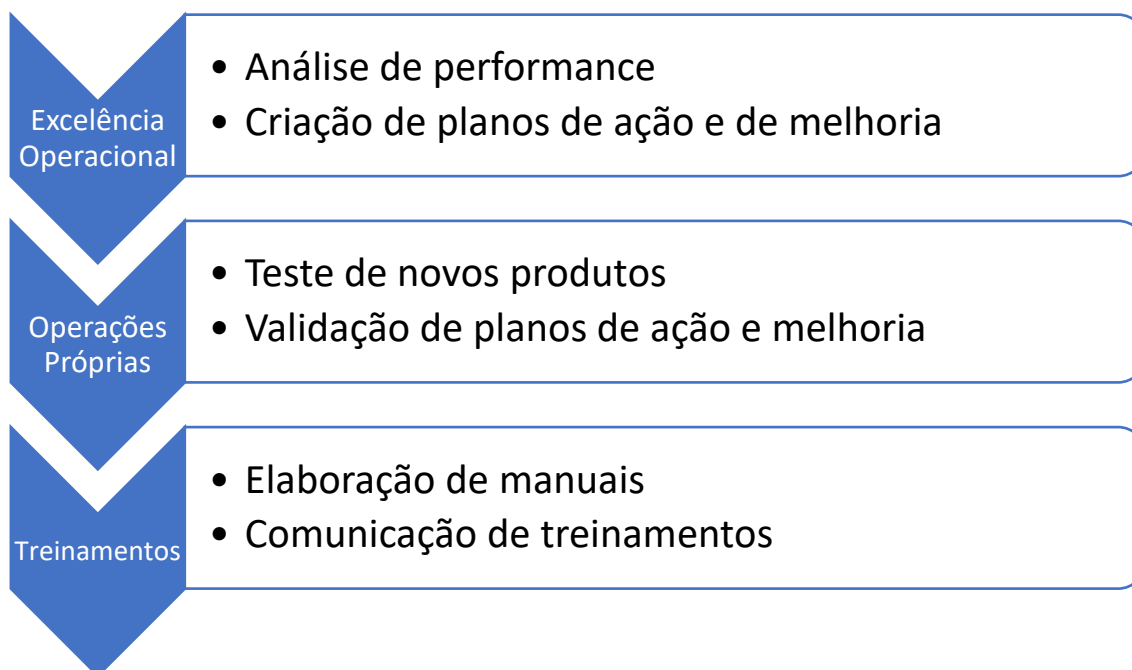 Excelência
Operacional
• Análise de performance
• Criação de planos de ação e de melhoria
Operações
Próprias
• Teste de novos produtos
• Validação de planos de ação e melhoria
Treinamentos
• Elaboração de manuais
• Comunicação de treinamentos